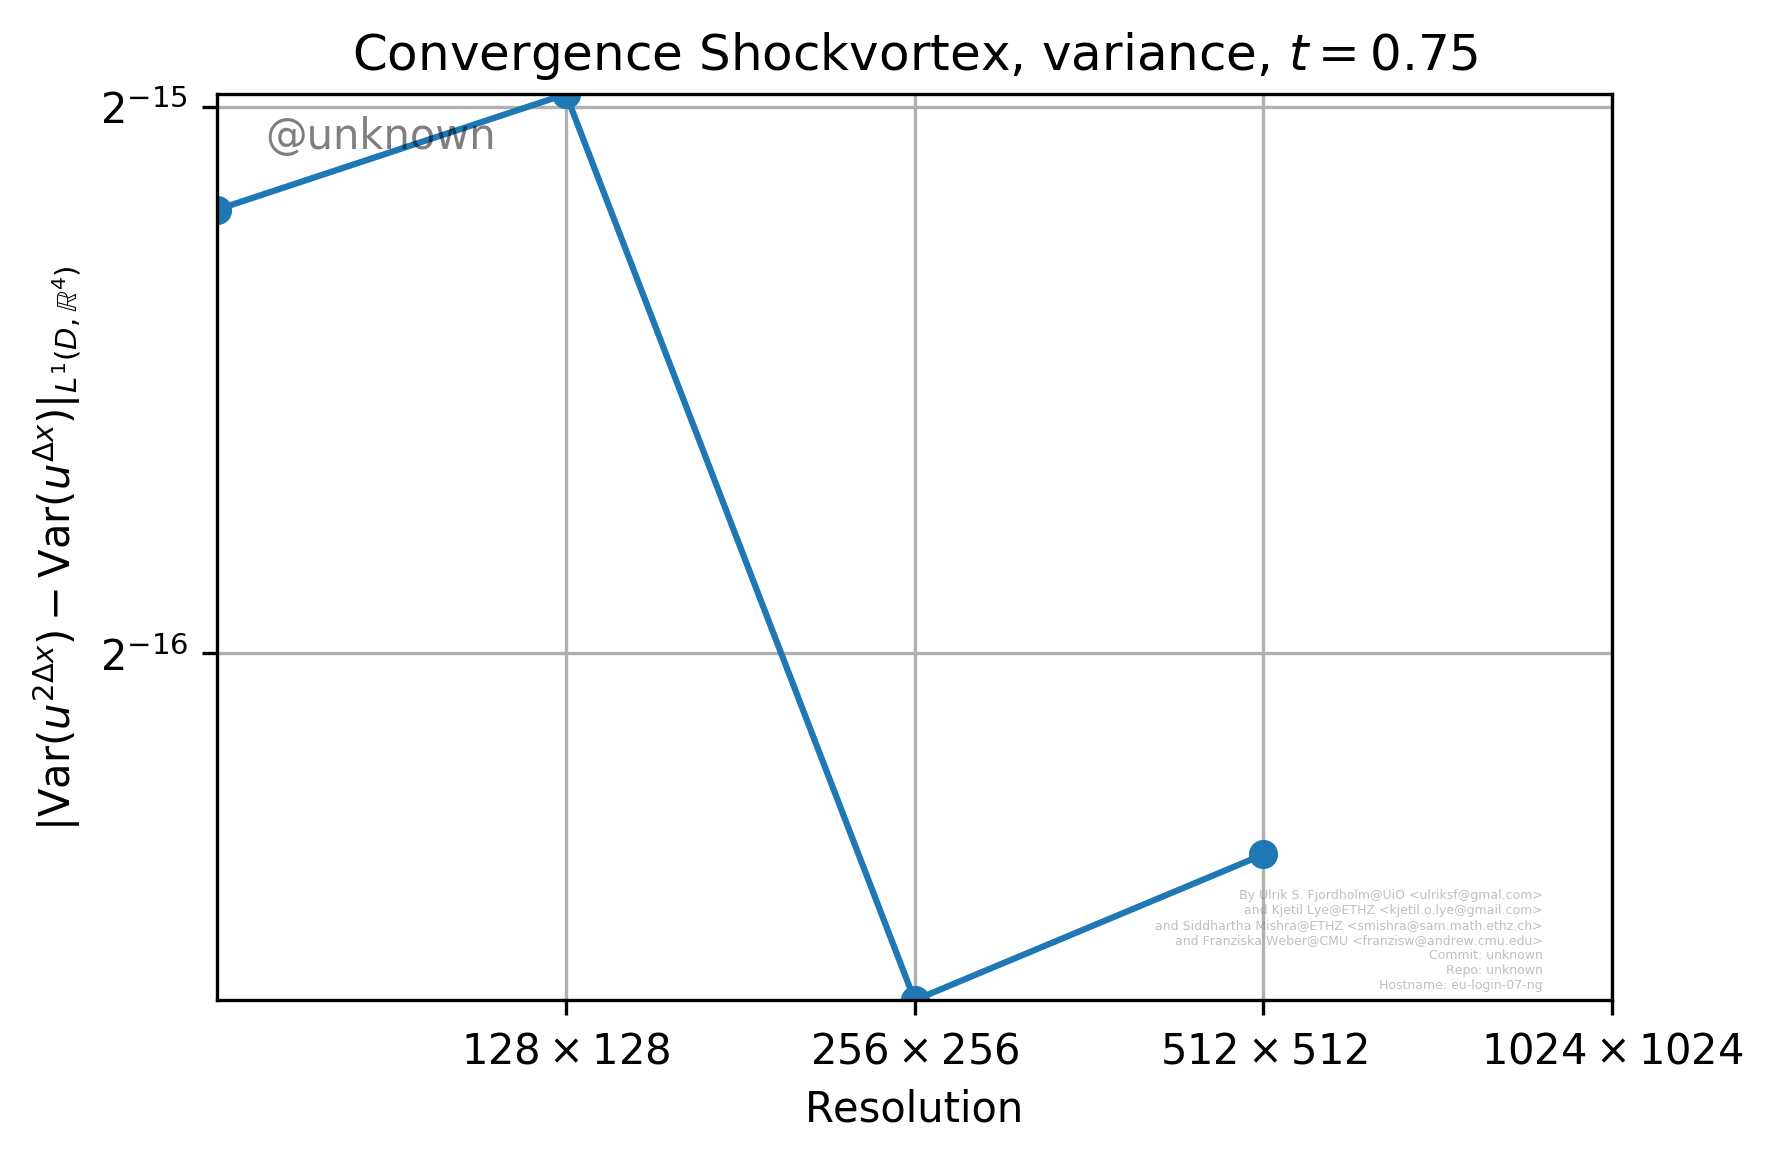 Convergence Shockvortex, variance, t = 0.75
2⁻¹⁵
@unknown
|Var(u^{2Δx}) − Var(u^{Δx})|_{L¹(D, ℝ⁴)}
2⁻¹⁶
By Ulrik S. Fjordholm@UiO <ulriksf@gmal.com>
and Kjetil Lye@ETHZ <kjetil.o.lye@gmail.com>
and Siddhartha Mishra@ETHZ <smishra@sam.math.ethz.ch>
and Franziska Weber@CMU <franzisw@andrew.cmu.edu>
Commit: unknown
Repo: unknown
Hostname: eu-login-07-ng
128 × 128 256 × 256 512 × 512 1024 × 1024
Resolution